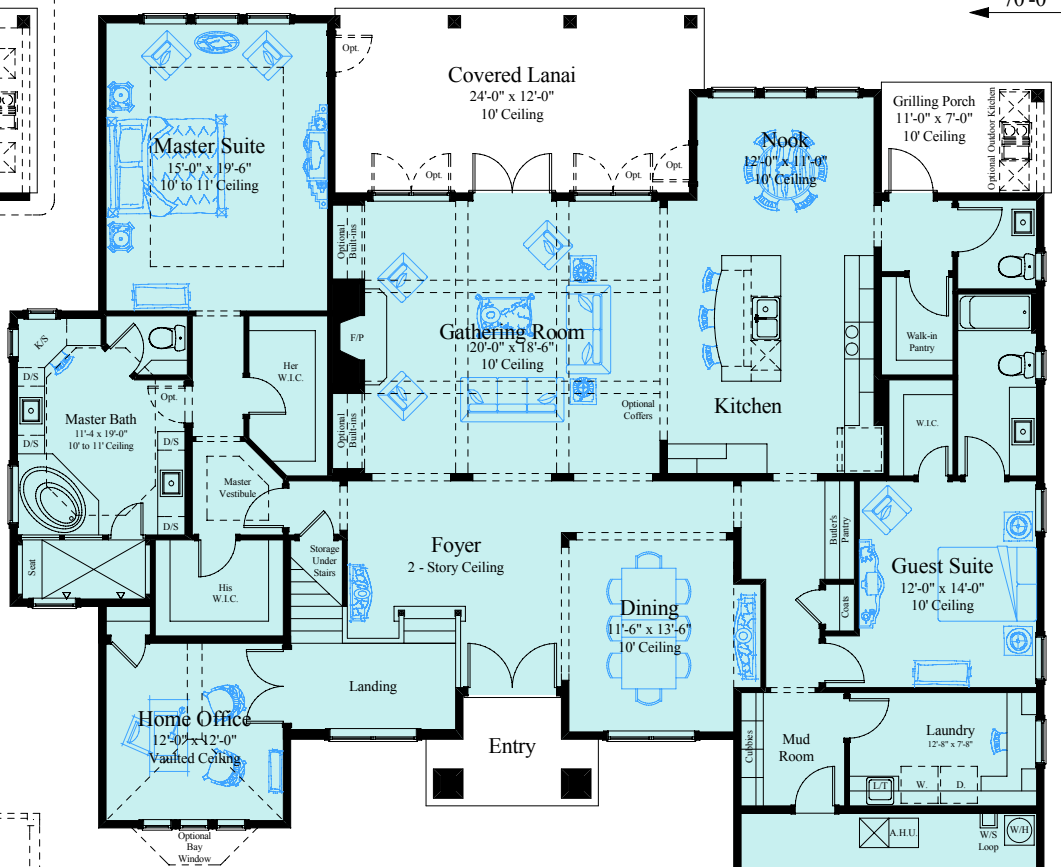 70'-0"
Opt.
Covered Lanai
24'-0" x 12'-0"
10' Ceiling
Opt.
Opt.
Opt.
Grilling Porch
11'-0" x 7'-0"
10' Ceiling
Optional Outdoor Kitchen
Master Suite
15'-0" x 19'-6"
10' to 11' Ceiling
Nook
12'-0" x 11'-0"
10' Ceiling
Optional
Built-ins
F/P
Gathering Room
20'-0" x 18'-6"
10' Ceiling
Optional
Coffers
Optional
Built-ins
Kitchen
Walk-in
Pantry
W.I.C.
K/S
D/S
D/S
Opt.
Master Bath
11'-4 x 19'-0"
10' to 11' Ceiling
D/S
D/S
Her
W.I.C.
Master
Vestibule
Seat
His
W.I.C.
Storage
Under
Stairs
Foyer
2 - Story Ceiling
Butler's
Pantry
Coats
Guest Suite
12'-0" x 14'-0"
10' Ceiling
Dining
11'-6" x 13'-6"
10' Ceiling
Landing
Home Office
12'-0" x 12'-0"
Vaulted Ceiling
Entry
Cubbies
Mud
Room
Laundry
12'-8" x 7'-8"
L/T
W.
D.
Optional
Bay
Window
A.H.U.
W/S
Loop
W/H